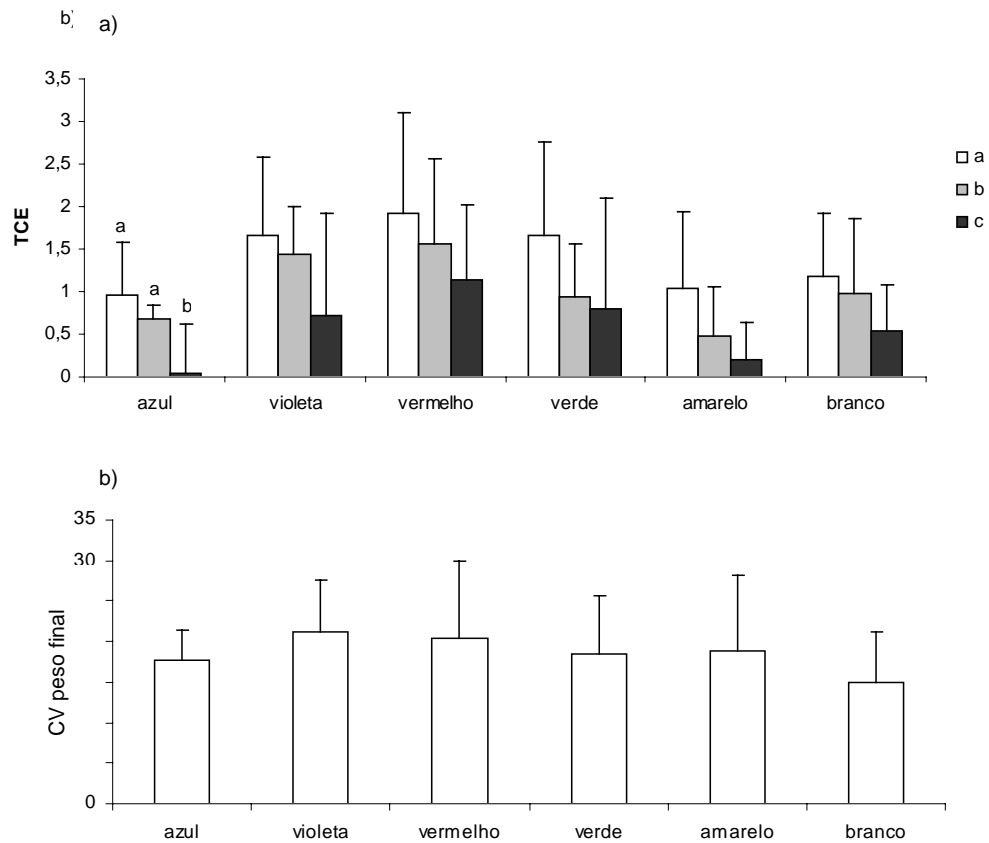 b)
a)
3,5
3
2,5
2
1,5
1
0,5
0
TCE
a
a
b
a
b
c
azul violeta vermelho verde amarelo branco
b)
35
30
0
CV peso final
azul violeta vermelho verde amarelo branco